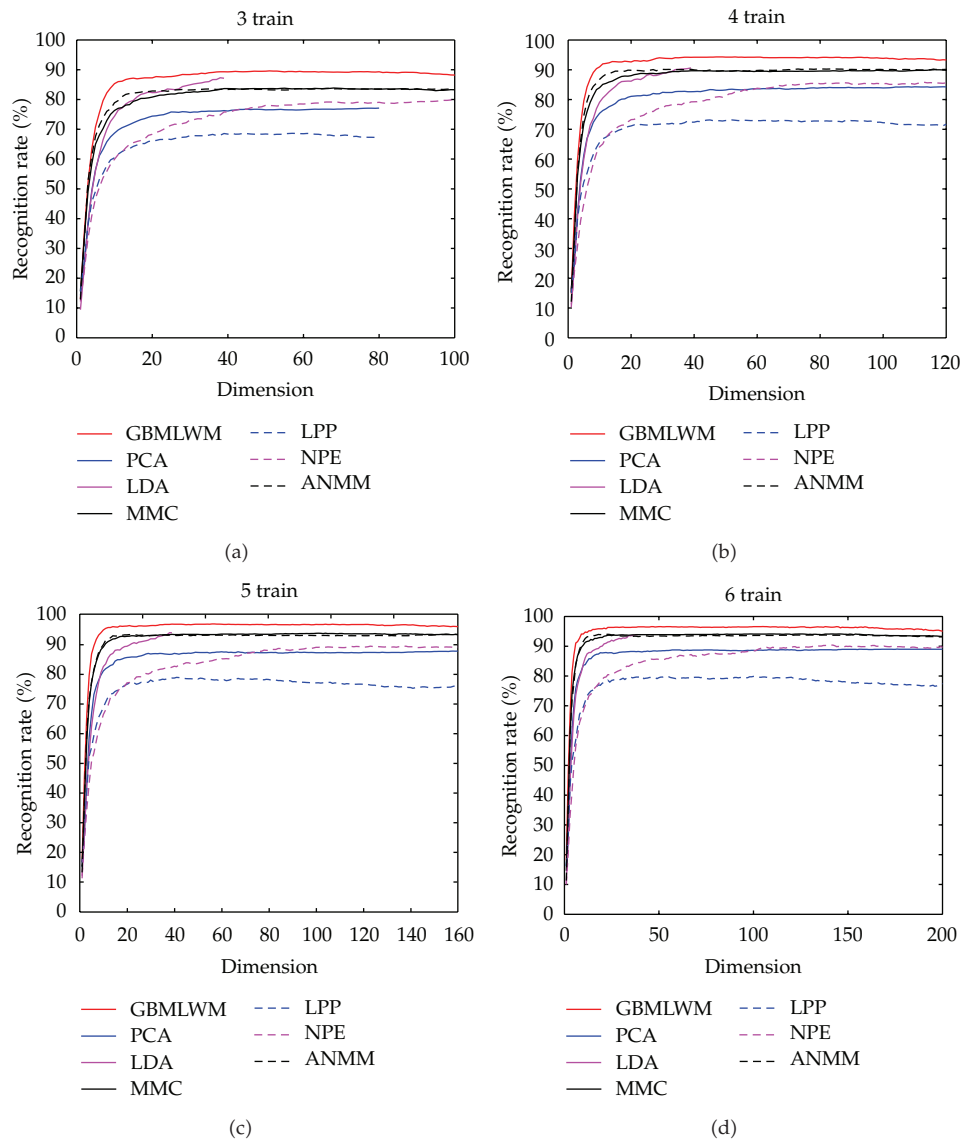 3 train
100
90
80
70
60
50
40
30
20
10
0
Recognition rate (%)
0 20 40 60 80 100
Dimension
GBMLWM LPP
PCA NPE
LDA ANMM
MMC
(a)
4 train
100
90
80
70
60
50
40
30
20
10
0
Recognition rate (%)
0 20 40 60 80 100 120
Dimension
GBMLWM LPP
PCA NPE
LDA ANMM
MMC
(b)
5 train
100
90
80
70
60
50
40
30
20
10
0
Recognition rate (%)
0 20 40 60 80 100 120 140 160
Dimension
GBMLWM LPP
PCA NPE
LDA ANMM
MMC
(c)
6 train
100
90
80
70
60
50
40
30
20
10
0
Recognition rate (%)
0 50 100 150 200
Dimension
GBMLWM LPP
PCA NPE
LDA ANMM
MMC
(d)